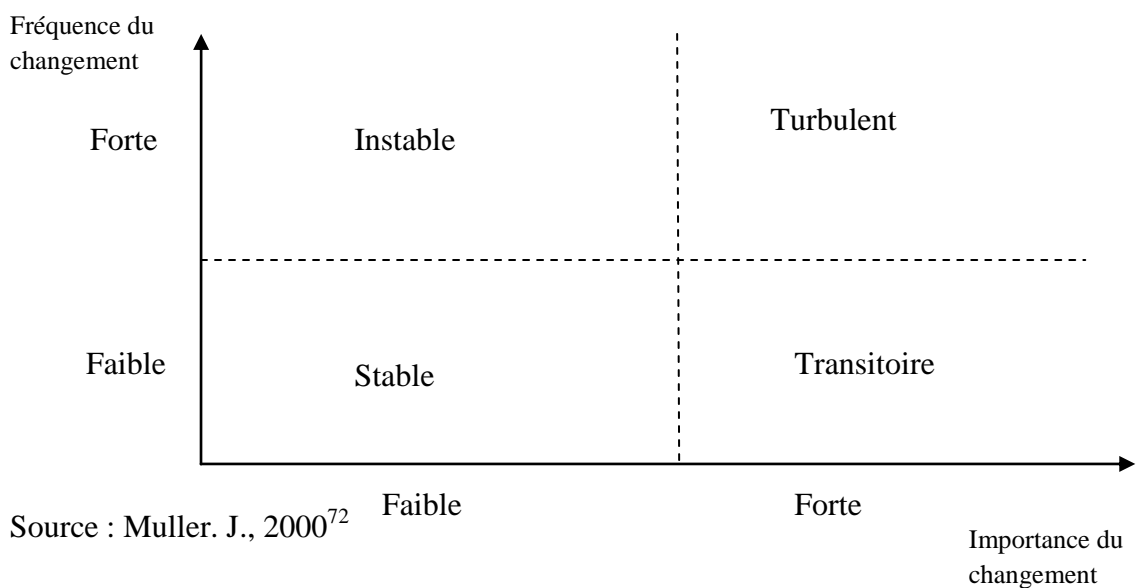 Fréquence du
changement
Forte
Instable
Turbulent
Faible
Stable
Transitoire
Faible
Forte
Source : Muller. J., 2000⁷²
Importance du
changement